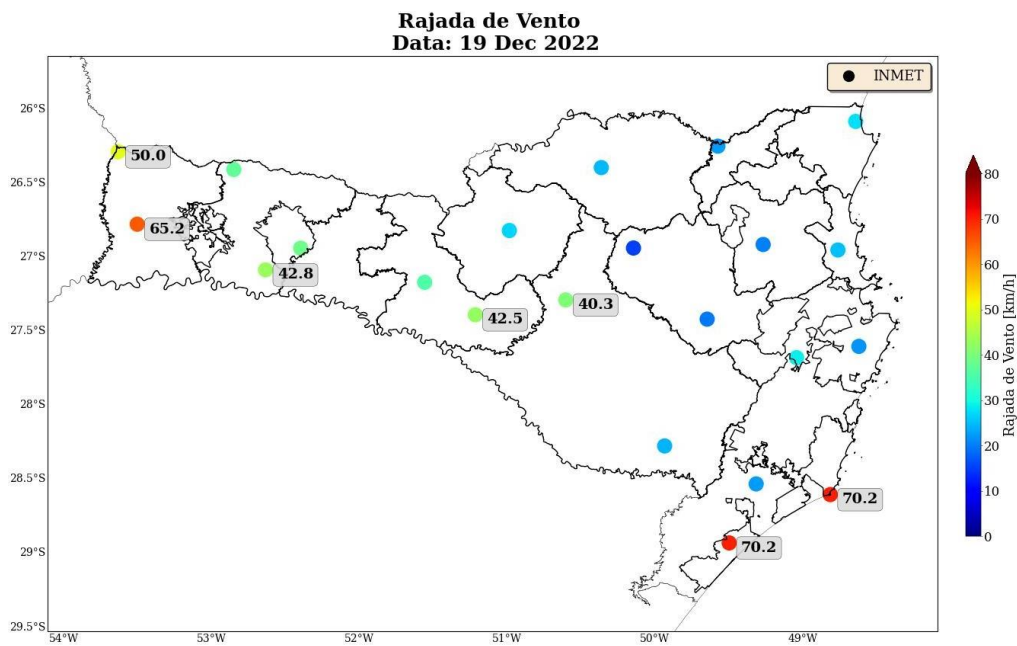 Rajada de Vento
Data: 19 Dec 2022
INMET
26°S
26.5°S
27°S
27.5°S
28°S
28.5°S
29°S
29.5°S
54°W
53°W
52°W
51°W
50°W
49°W
50.0
65.2
42.8
42.5
40.3
70.2
70.2
80
70
60
50
40
30
20
10
0
Rajada de Vento [km/h]